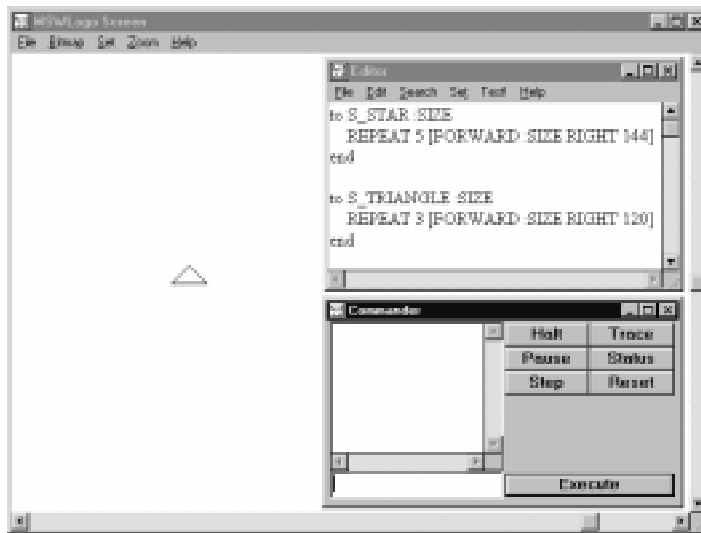 MSWLogo Screen
File Bitmap Set Zoom Help
Editor
File Edit Search Set Test Help
to S_STAR :SIZE
REPEAT 5 [FORWARD :SIZE RIGHT 144]
end
to S_TRIANGLE :SIZE
REPEAT 3 [FORWARD :SIZE RIGHT 120]
end
Commander
Halt Trace
Pause Status
Step Reset
Execute